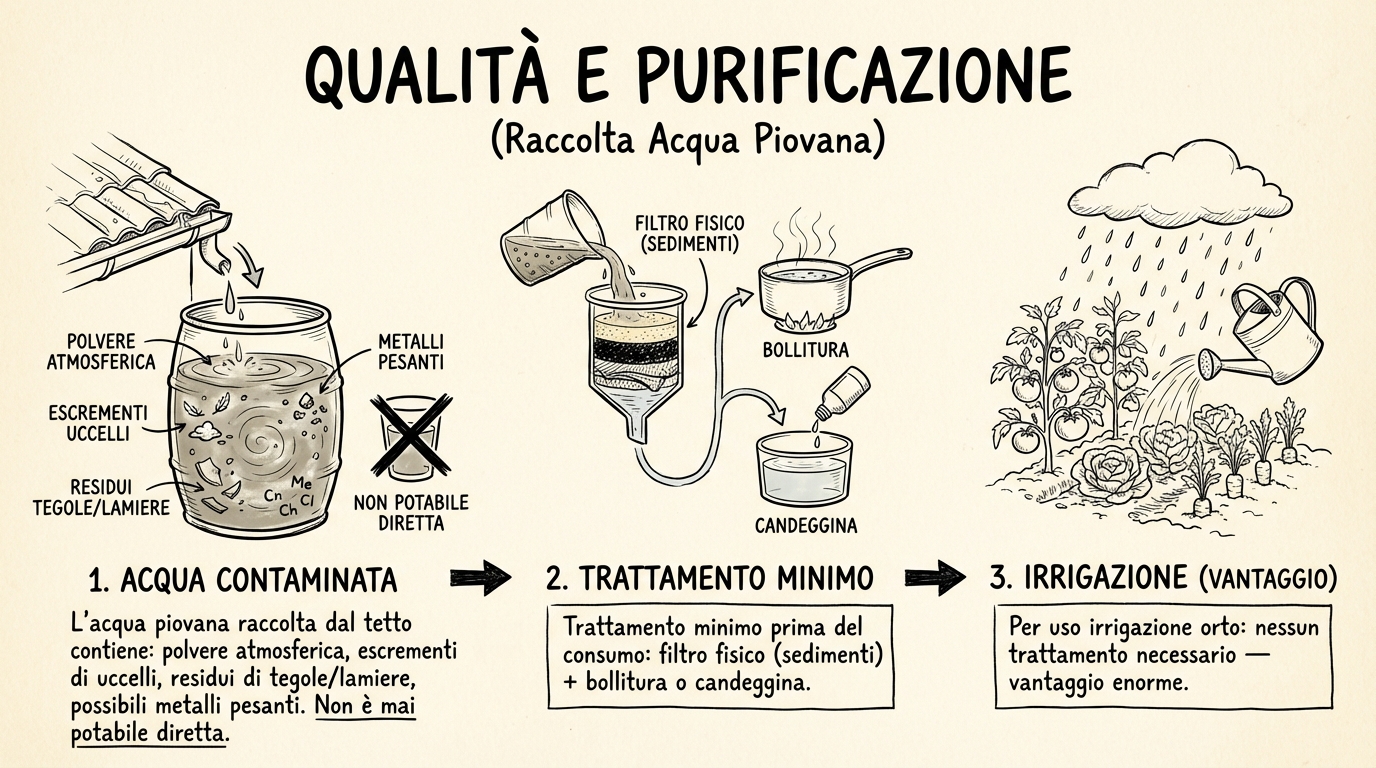 QUALITÀ E PURIFICAZIONE
(Raccolta Acqua Piovana)
POLVERE
ATMOSFERICA
METALLI
PESANTI
ESCREMENTI
UCCELLI
RESIDUI
TEGOLE/LAMIERE
Me
Cn
Cl
Ch
NON POTABILE
DIRETTA
FILTRO FISICO
(SEDIMENTI)
BOLLITURA
CANDEGGINA
1. ACQUA CONTAMINATA
L'acqua piovana raccolta dal tetto
contiene: polvere atmosferica, escrementi
di uccelli, residui di tegole/lamiere,
possibili metalli pesanti. Non è mai
potabile diretta.
2. TRATTAMENTO MINIMO
Trattamento minimo prima del
consumo: filtro fisico (sedimenti)
+ bollitura o candeggina.
3. IRRIGAZIONE (VANTAGGIO)
Per uso irrigazione orto: nessun
trattamento necessario —
vantaggio enorme.